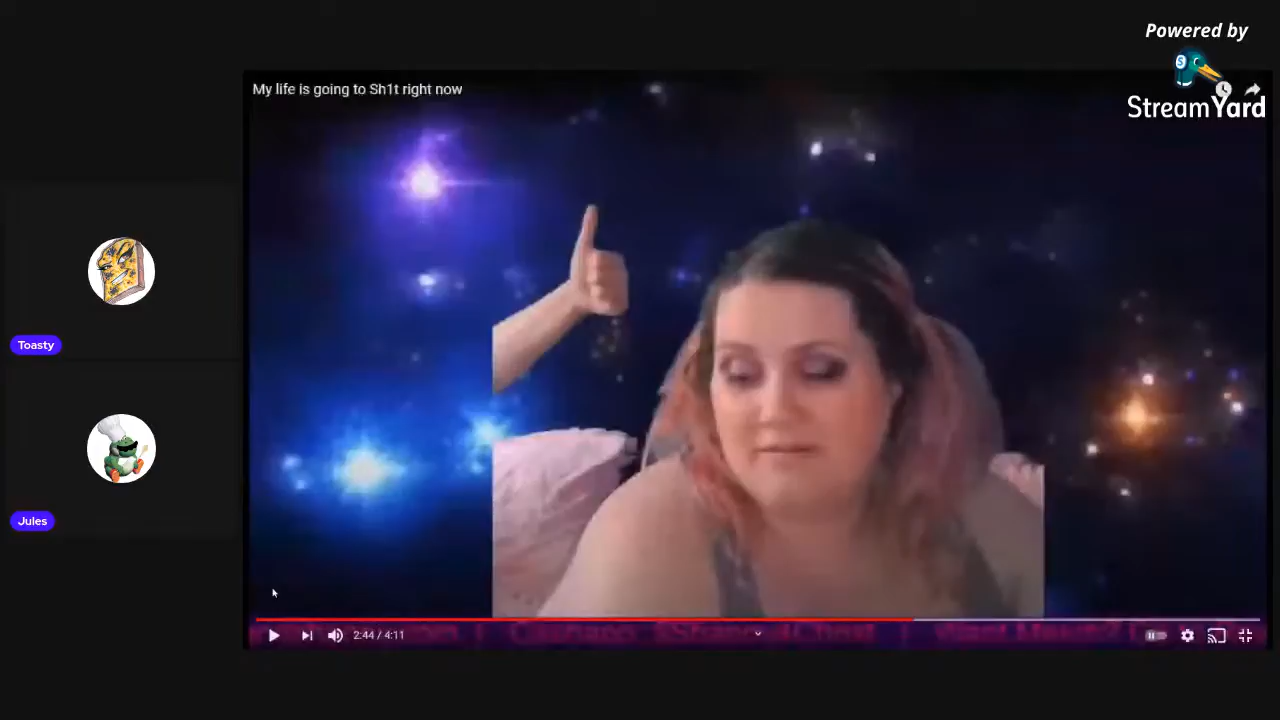 Powered by
StreamYard
My life is going to Sh1t right now
Toasty
Jules
2:44 / 4:11